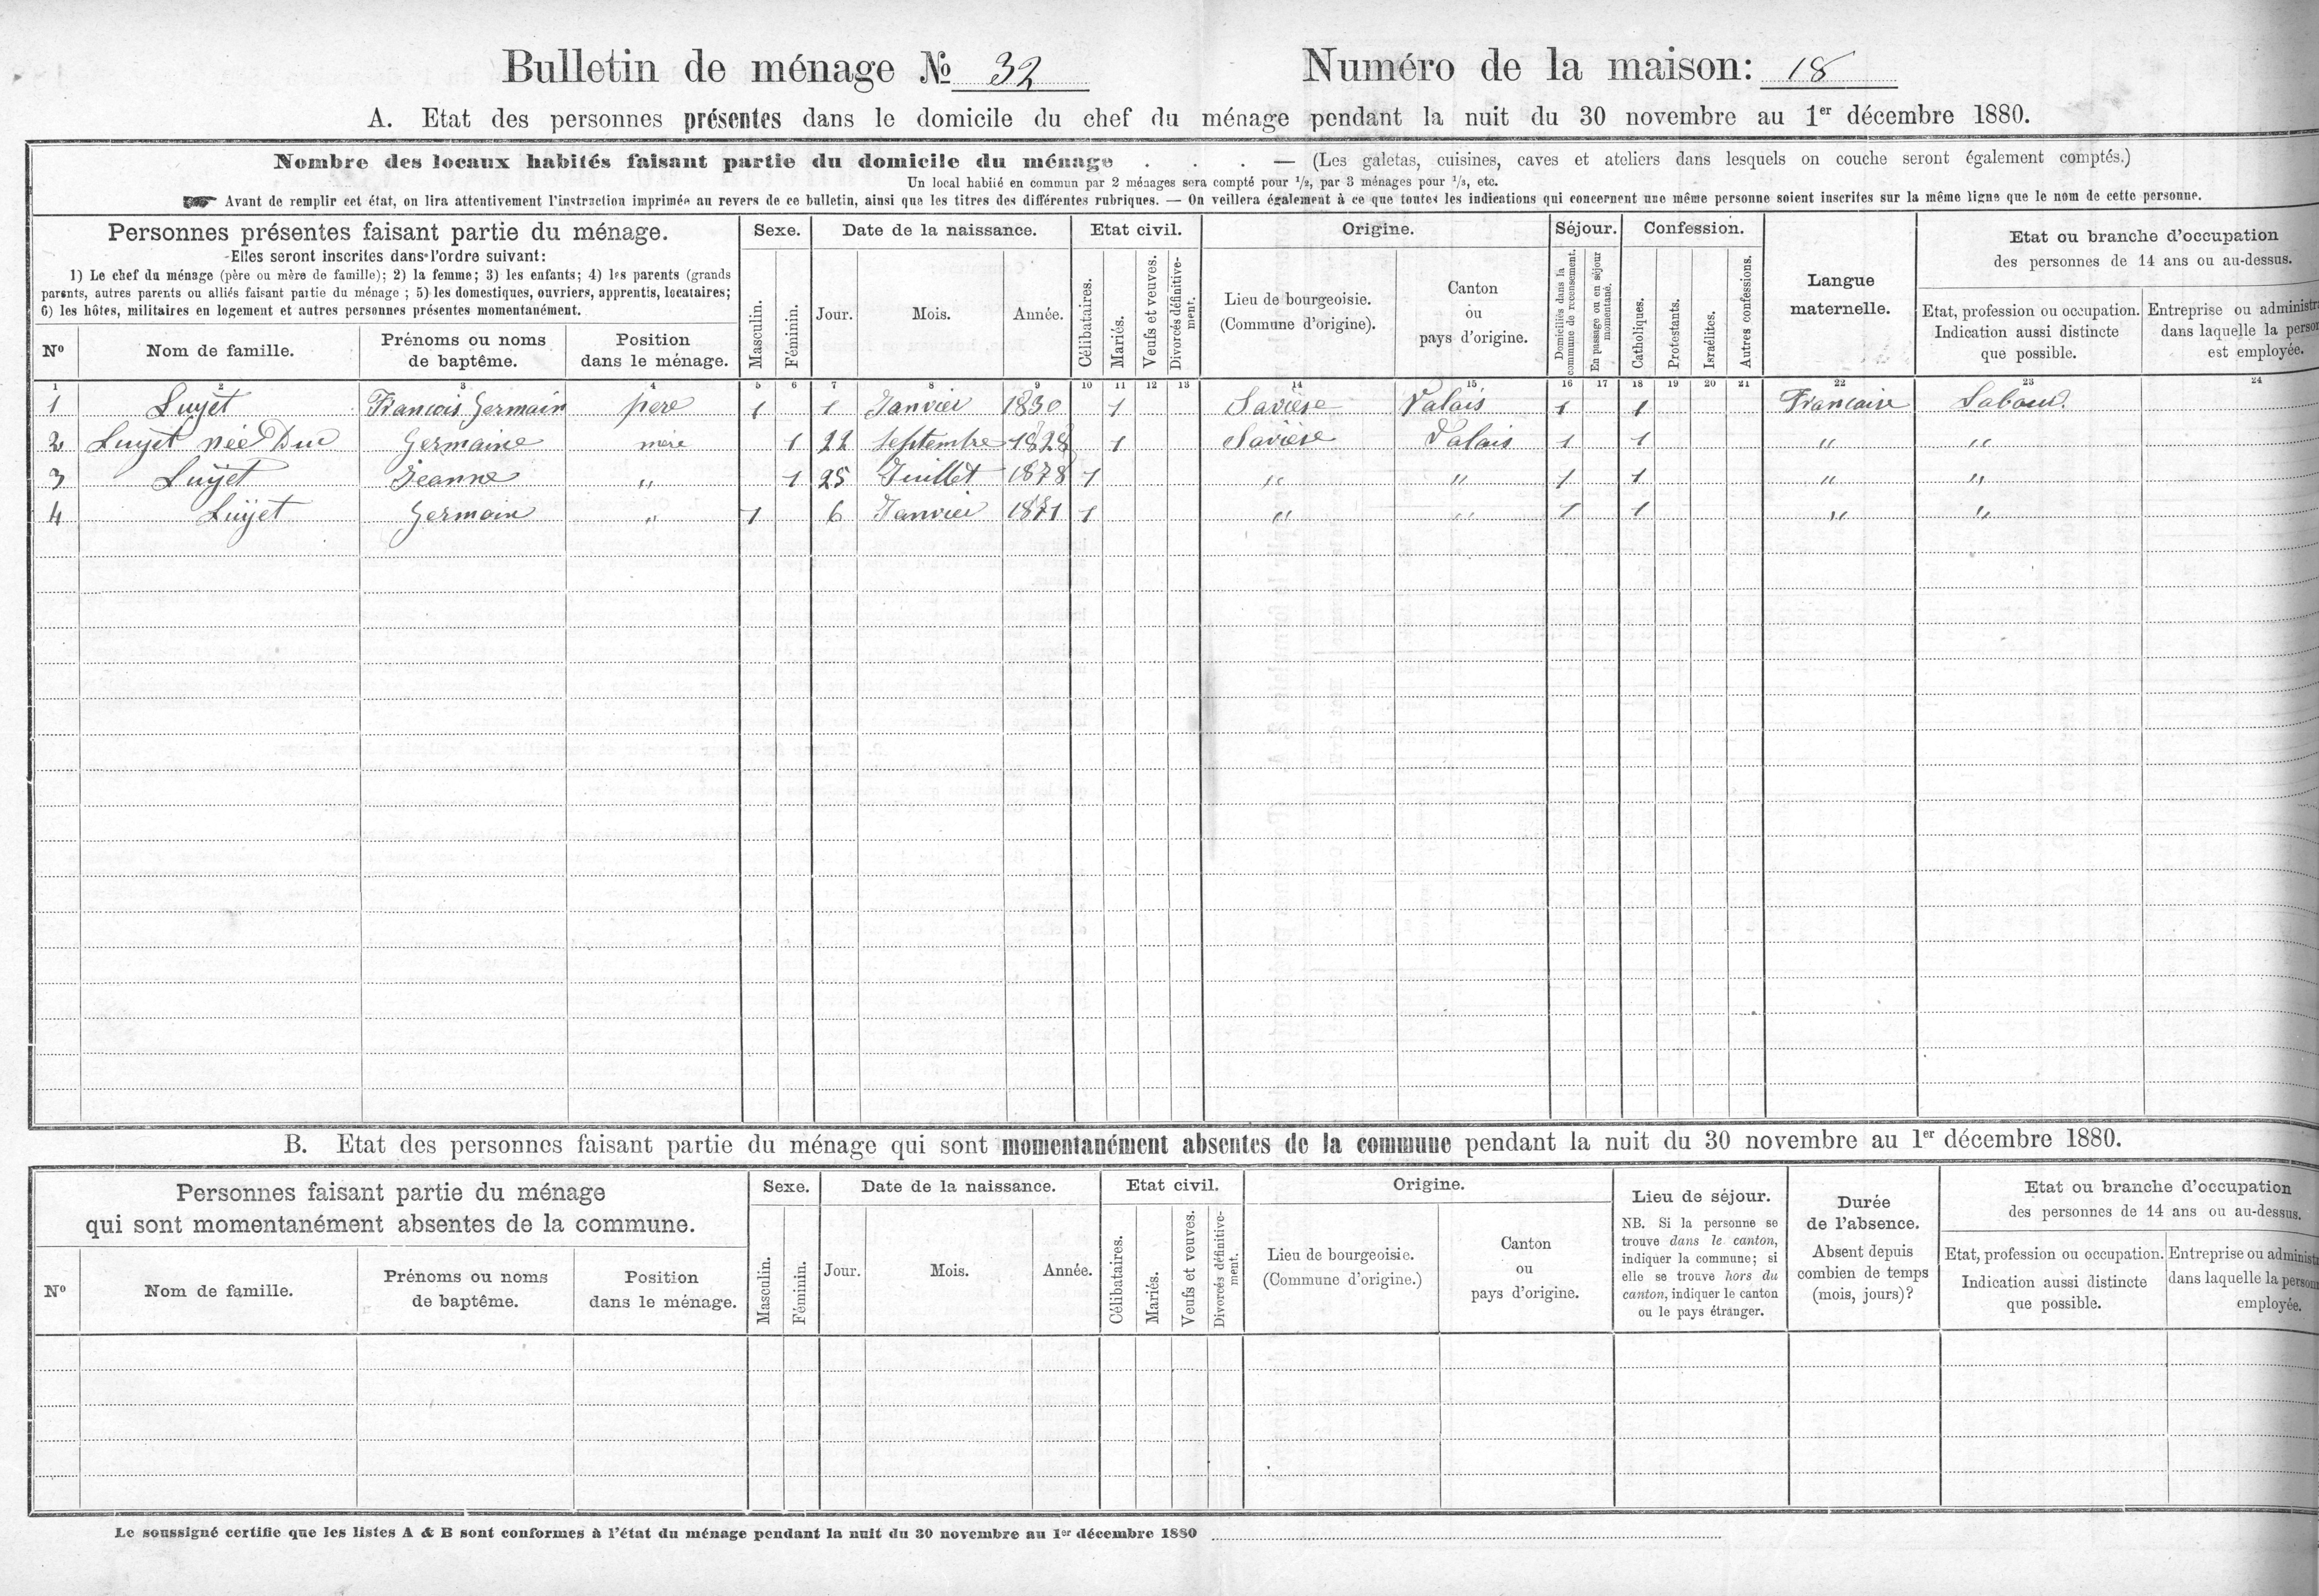 Bulletin de ménage No 32 Numéro de la maison: 18
A. Etat des personnes présentes dans le domicile du chef du ménage pendant la nuit du 30 novembre au 1er décembre 1880.
Nombre des locaux habités faisant partie du domicile du ménage . . . — (Les galetas, cuisines, caves et ateliers dans lesquels on couche seront également comptés.)
Un local habité en commun par 2 ménages sera compté pour 1/2, par 3 ménages pour 1/3, etc.
Avant de remplir cet état, on lira attentivement l'instruction imprimée au revers de ce bulletin, ainsi que les titres des différentes rubriques. — On veillera également à ce que toutes les indications qui concernent une même personne soient inscrites sur la même ligne que le nom de cette personne.
Personnes présentes faisant partie du ménage.
Elles seront inscrites dans l'ordre suivant:
1) Le chef du ménage (père ou mère de famille); 2) la femme; 3) les enfants; 4) les parents (grands
parents, autres parents ou alliés faisant partie du ménage; 5) les domestiques, ouvriers, apprentis, locataires;
6) les hôtes, militaires en logement et autres personnes présentes momentanément.
No
Nom de famille.
Prénoms ou noms
de baptême.
Position
dans le ménage.
Sexe.
Masculin.
Féminin.
Date de la naissance.
Jour.
Mois.
Année.
Etat civil.
Célibataires.
Mariés.
Veufs et veuves.
Divorcés définitive-
ment.
Origine.
Lieu de bourgeoisie.
(Commune d'origine).
Canton
ou
pays d'origine.
Séjour.
Domiciliés dans la
commune de recensement.
En passage ou en séjour
momentané.
Confession.
Catholiques.
Protestants.
Israélites.
Autres confessions.
Langue
maternelle.
Etat ou branche d'occupation
des personnes de 14 ans ou au-dessus.
Etat, profession ou occupation.
Indication aussi distincte
que possible.
Entreprise ou administr
dans laquelle la person
est employée.
1 2 3 4 5 6 7 8 9 10 11 12 13 14 15 16 17 18 19 20 21 22 23 24
1 Luyet Francois Germain pere 1 1 Janvier 1830 1 Savièse Valais 1 1 Francaise Labour.
2 Luyet née Duc Germaine mère 1 22 Septembre 1828 1 Savièse Valais 1 1 " "
3 Luÿet Jeanne " 1 25 Juillet 1878 1 " " 1 1 " "
4 Luÿet Germain " 1 6 Janvier 1871 1 " " 1 1 " "
B. Etat des personnes faisant partie du ménage qui sont momentanément absentes de la commune pendant la nuit du 30 novembre au 1er décembre 1880.
Personnes faisant partie du ménage
qui sont momentanément absentes de la commune.
No
Nom de famille.
Prénoms ou noms
de baptême.
Position
dans le ménage.
Sexe.
Masculin.
Féminin.
Date de la naissance.
Jour.
Mois.
Année.
Etat civil.
Célibataires.
Mariés.
Veufs et veuves.
Divorcés définitive-
ment.
Origine.
Lieu de bourgeoisie.
(Commune d'origine.)
Canton
ou
pays d'origine.
Lieu de séjour.
NB. Si la personne se
trouve dans le canton,
indiquer la commune; si
elle se trouve hors du
canton, indiquer le canton
ou le pays étranger.
Durée
de l'absence.
Absent depuis
combien de temps
(mois, jours)?
Etat ou branche d'occupation
des personnes de 14 ans ou au-dessus.
Etat, profession ou occupation.
Indication aussi distincte
que possible.
Entreprise ou administ
dans laquelle la person
employée.
Le soussigné certifie que les listes A & B sont conformes à l'état du ménage pendant la nuit du 30 novembre au 1er décembre 1880